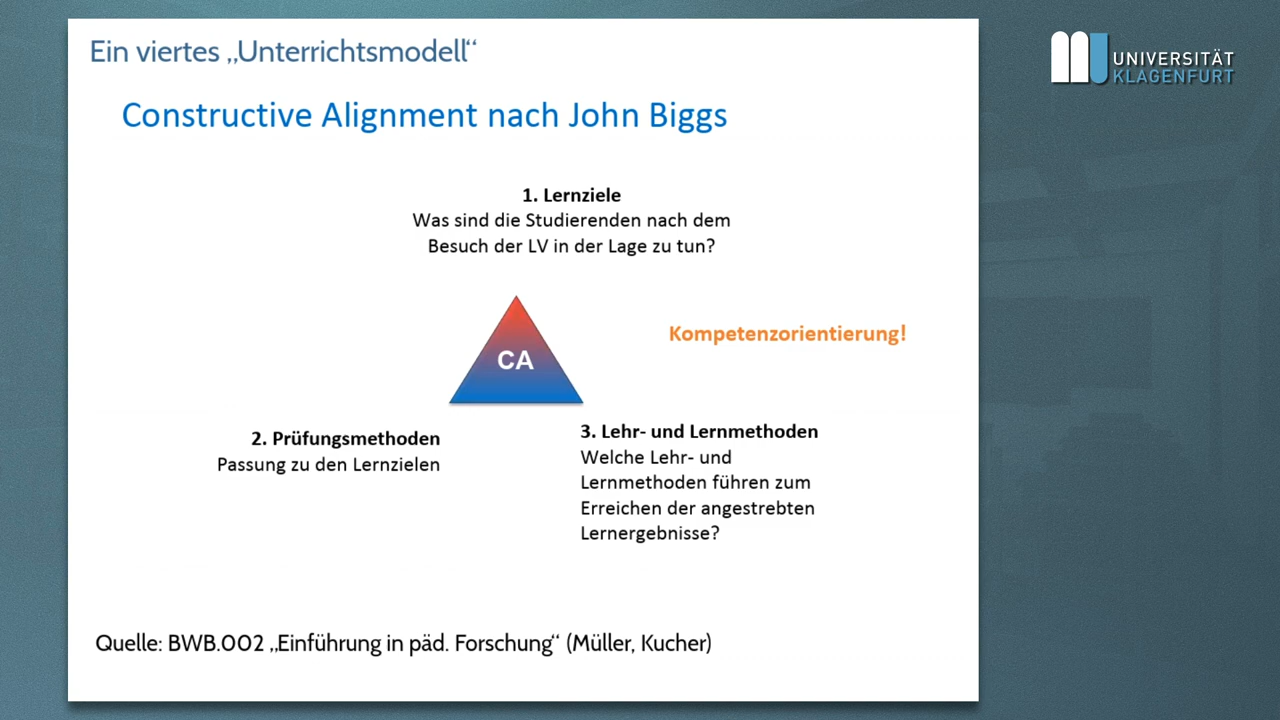 Ein viertes „Unterrichtsmodell“
Constructive Alignment nach John Biggs
1. Lernziele
Was sind die Studierenden nach dem
Besuch der LV in der Lage zu tun?
Kompetenzorientierung!
CA
2. Prüfungsmethoden
Passung zu den Lernzielen
3. Lehr- und Lernmethoden
Welche Lehr- und
Lernmethoden führen zum
Erreichen der angestrebten
Lernergebnisse?
Quelle: BWB.002 „Einführung in päd. Forschung“ (Müller, Kucher)
UNIVERSITÄT
KLAGENFURT